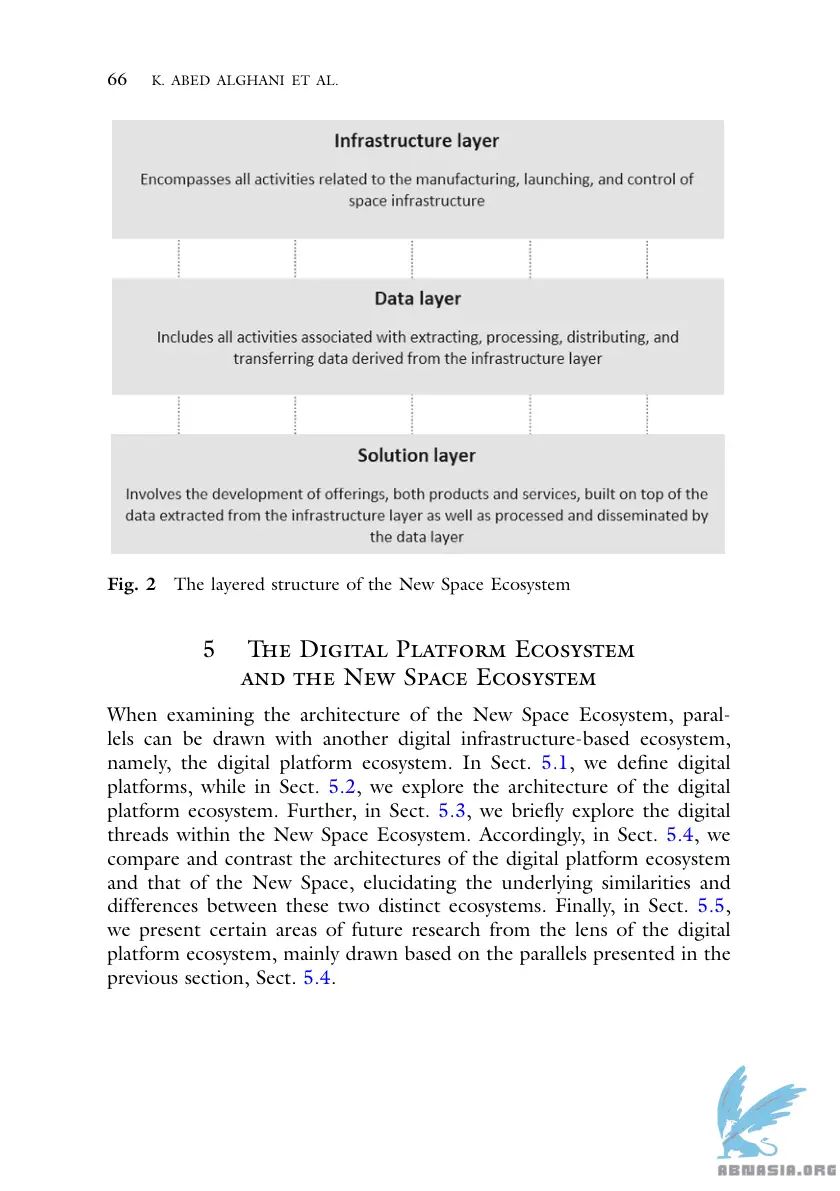 66 K. ABED ALGHANI ET AL.
Infrastructure layer
Encompasses all activities related to the manufacturing, launching, and control of
space infrastructure
Data layer
Includes all activities associated with extracting, processing, distributing, and
transferring data derived from the infrastructure layer
Solution layer
Involves the development of offerings, both products and services, built on top of the
data extracted from the infrastructure layer as well as processed and disseminated by
the data layer
Fig. 2 The layered structure of the New Space Ecosystem
5 The Digital Platform Ecosystem
and the New Space Ecosystem
When examining the architecture of the New Space Ecosystem, paral-
lels can be drawn with another digital infrastructure-based ecosystem,
namely, the digital platform ecosystem. In Sect. 5.1, we define digital
platforms, while in Sect. 5.2, we explore the architecture of the digital
platform ecosystem. Further, in Sect. 5.3, we briefly explore the digital
threads within the New Space Ecosystem. Accordingly, in Sect. 5.4, we
compare and contrast the architectures of the digital platform ecosystem
and that of the New Space, elucidating the underlying similarities and
differences between these two distinct ecosystems. Finally, in Sect. 5.5,
we present certain areas of future research from the lens of the digital
platform ecosystem, mainly drawn based on the parallels presented in the
previous section, Sect. 5.4.
ABNASIA.ORG